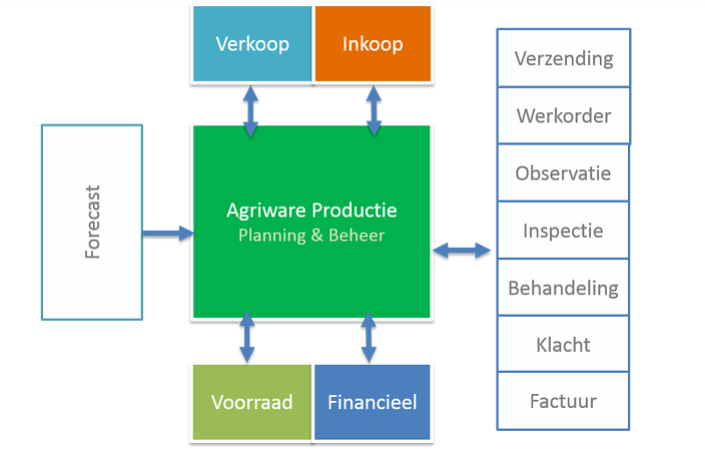 Verkoop
Inkoop
Forecast
Agriware Productie
Planning & Beheer
Voorraad
Financieel
Verzending
Werkorder
Observatie
Inspectie
Behandeling
Klacht
Factuur